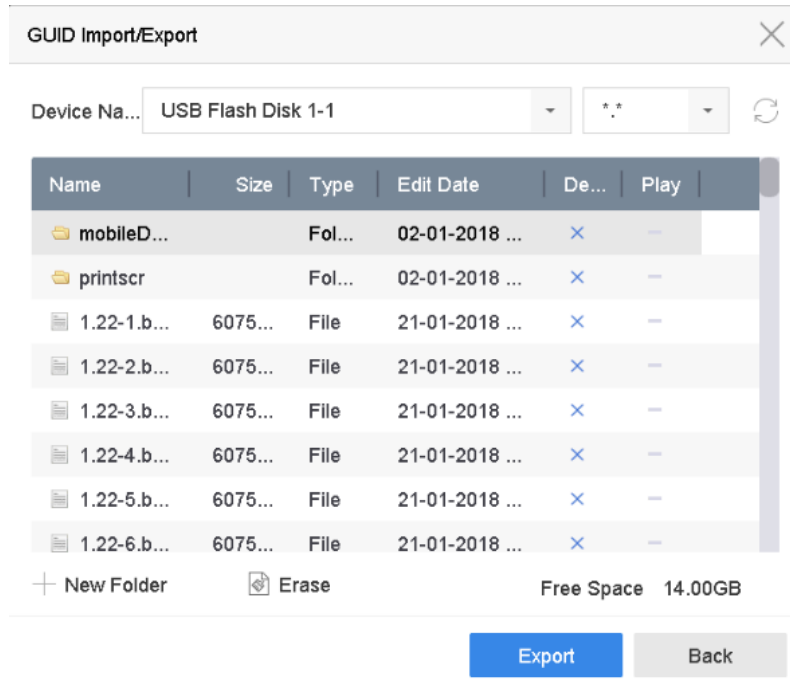 GUID Import/Export
Device Na... USB Flash Disk 1-1 *.*
Name Size Type Edit Date De... Play
mobileD... Fol... 02-01-2018 ...
printscr Fol... 02-01-2018 ...
1.22-1.b... 6075... File 21-01-2018 ...
1.22-2.b... 6075... File 21-01-2018 ...
1.22-3.b... 6075... File 21-01-2018 ...
1.22-4.b... 6075... File 21-01-2018 ...
1.22-5.b... 6075... File 21-01-2018 ...
1.22-6.b... 6075... File 21-01-2018 ...
New Folder Erase Free Space 14.00GB
Export Back